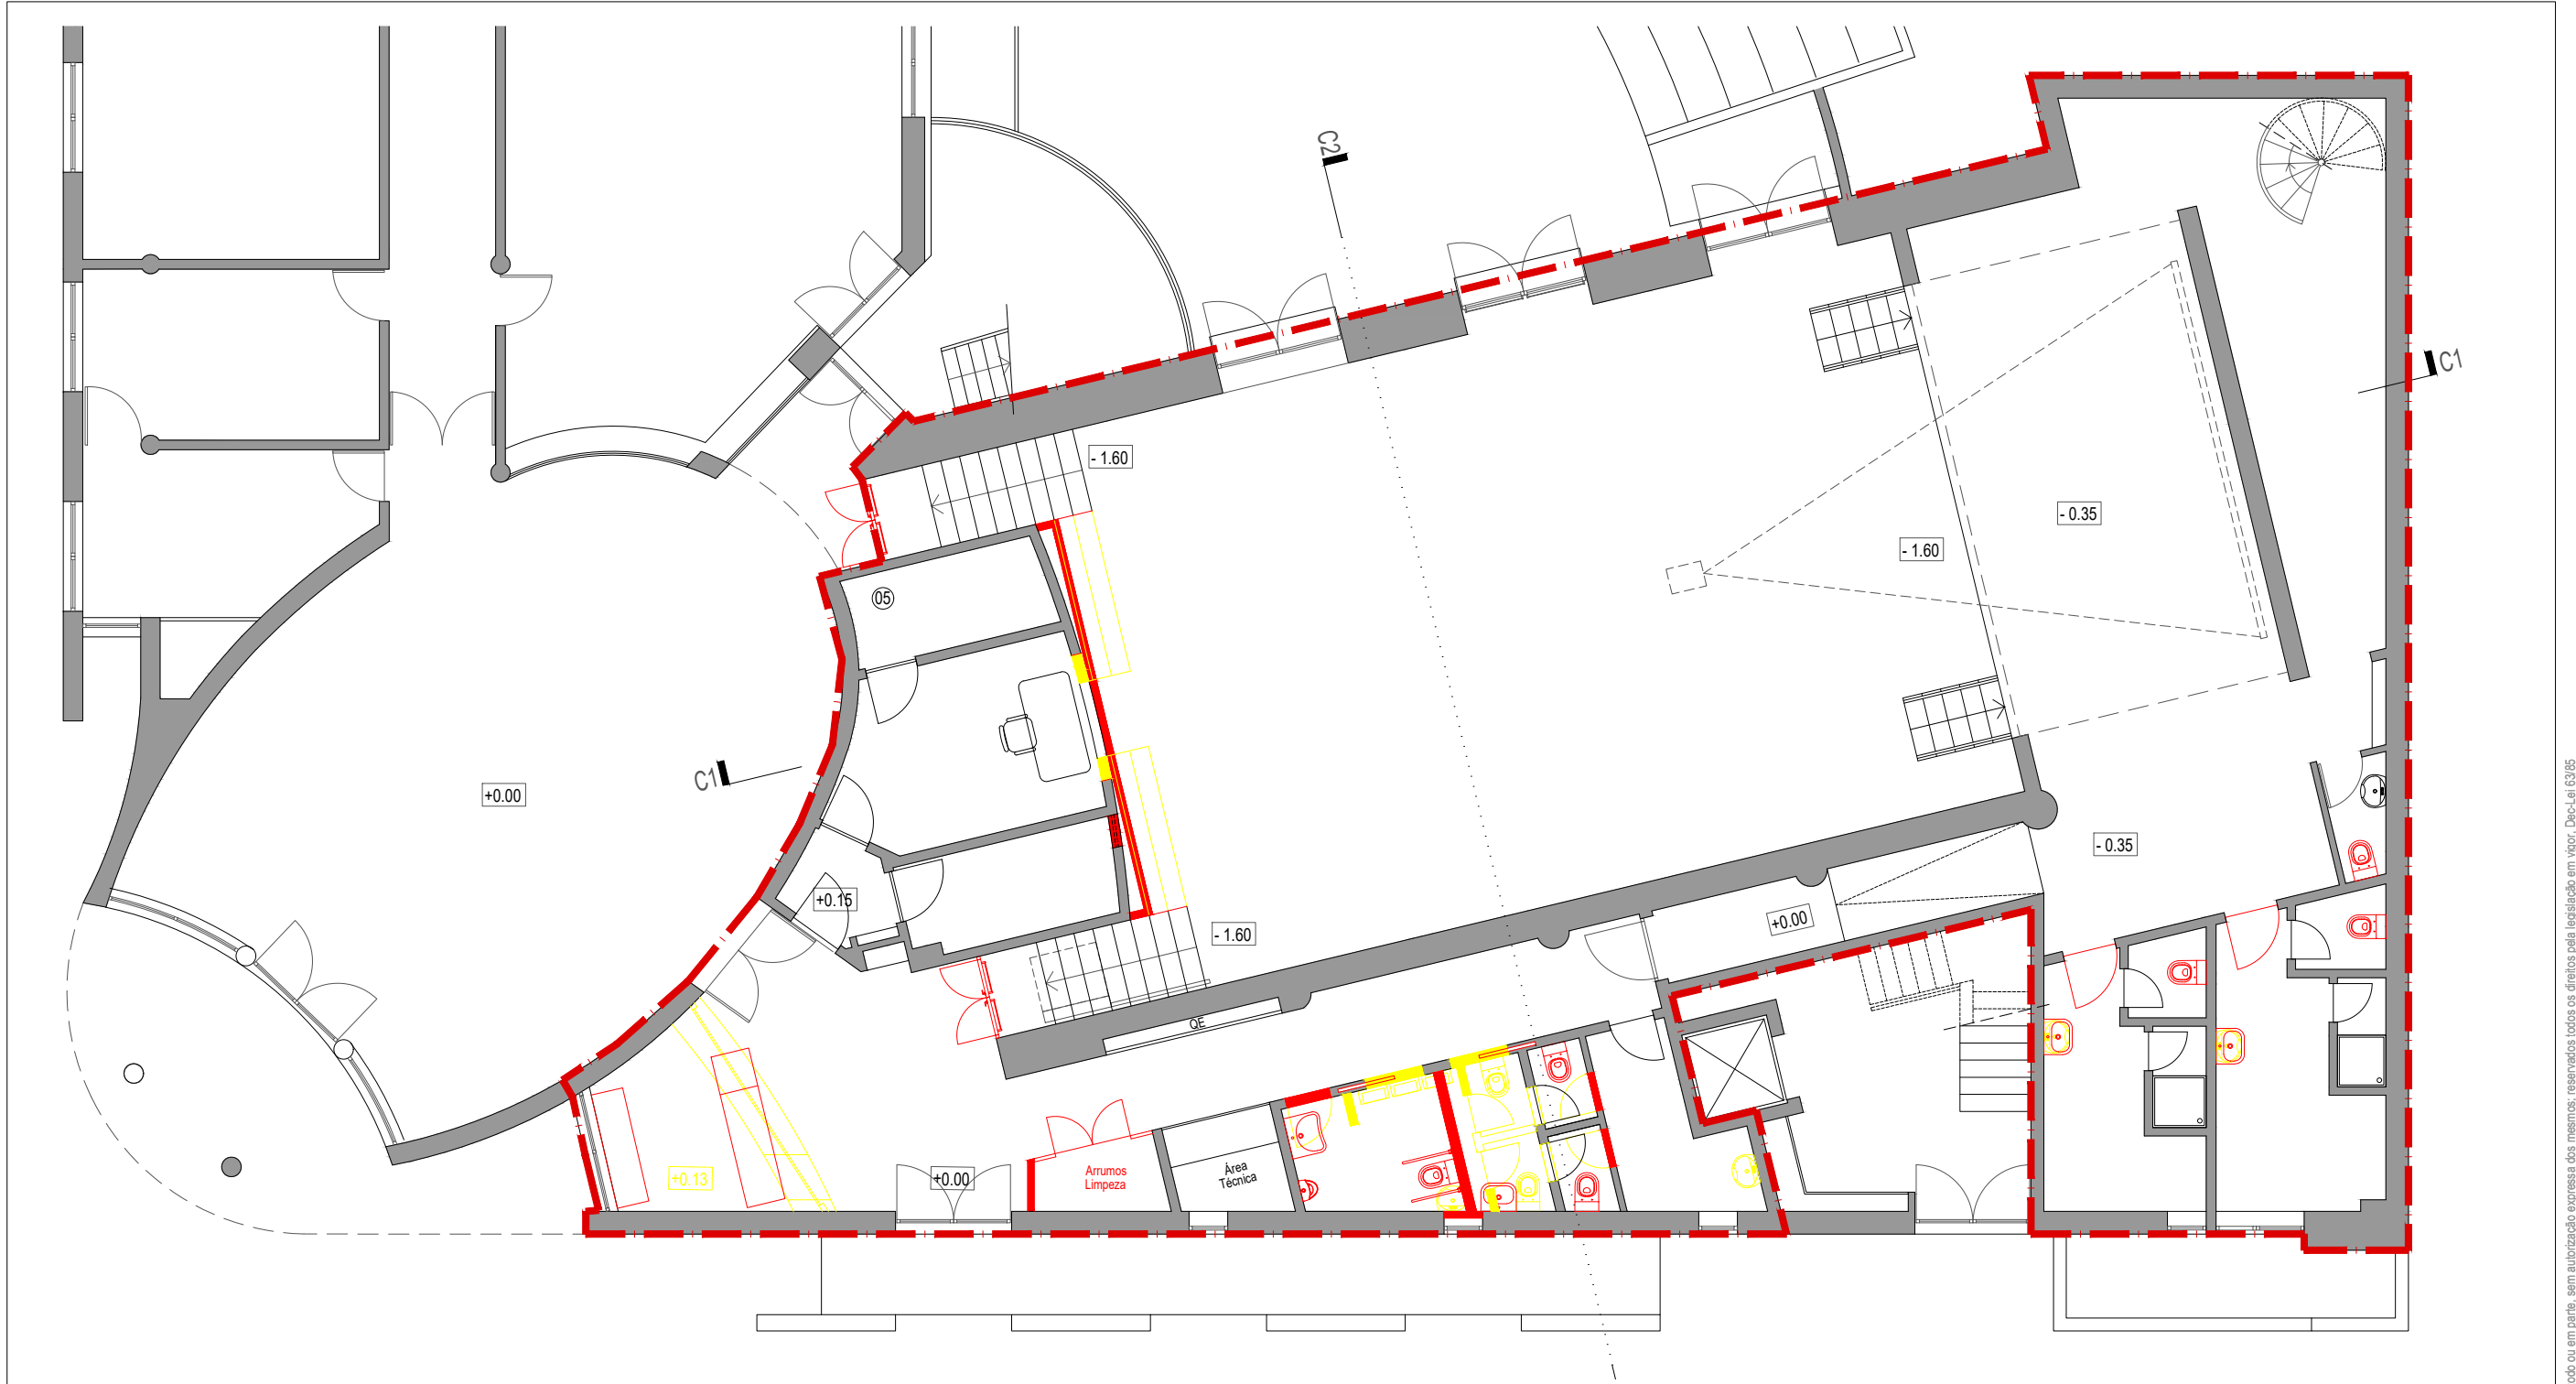 C2
C1
- 1.60
- 0.35
- 1.60
05
C1
+0.00
- 0.35
+0.15
- 1.60
+0.00
QE
+0.13
+0.00
Arrumos
Limpeza
Área
Técnica
odo ou em parte, sem autorização expressa dos mesmos; reservados todos os direitos pela legislação em vigor, Dec-Lei 63/85